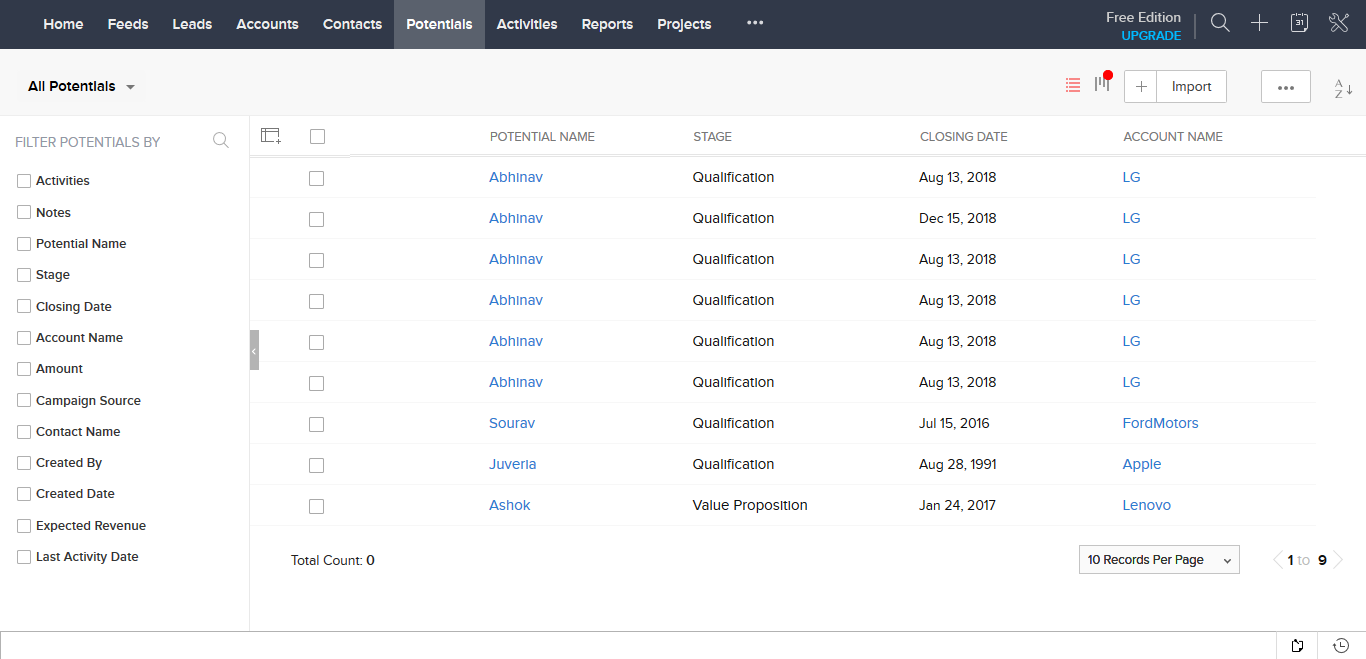 Home Feeds Leads Accounts Contacts Potentials Activities Reports Projects ••• Free Edition
UPGRADE
31
All Potentials
+ Import ••• A Z
FILTER POTENTIALS BY
Activities
Notes
Potential Name
Stage
Closing Date
Account Name
Amount
Campaign Source
Contact Name
Created By
Created Date
Expected Revenue
Last Activity Date
POTENTIAL NAME STAGE CLOSING DATE ACCOUNT NAME
Abhinav Qualification Aug 13, 2018 LG
Abhinav Qualification Dec 15, 2018 LG
Abhinav Qualification Aug 13, 2018 LG
Abhinav Qualification Aug 13, 2018 LG
Abhinav Qualification Aug 13, 2018 LG
Abhinav Qualification Aug 13, 2018 LG
Sourav Qualification Jul 15, 2016 FordMotors
Juveria Qualification Aug 28, 1991 Apple
Ashok Value Proposition Jan 24, 2017 Lenovo
Total Count: 0 10 Records Per Page 1 to 9